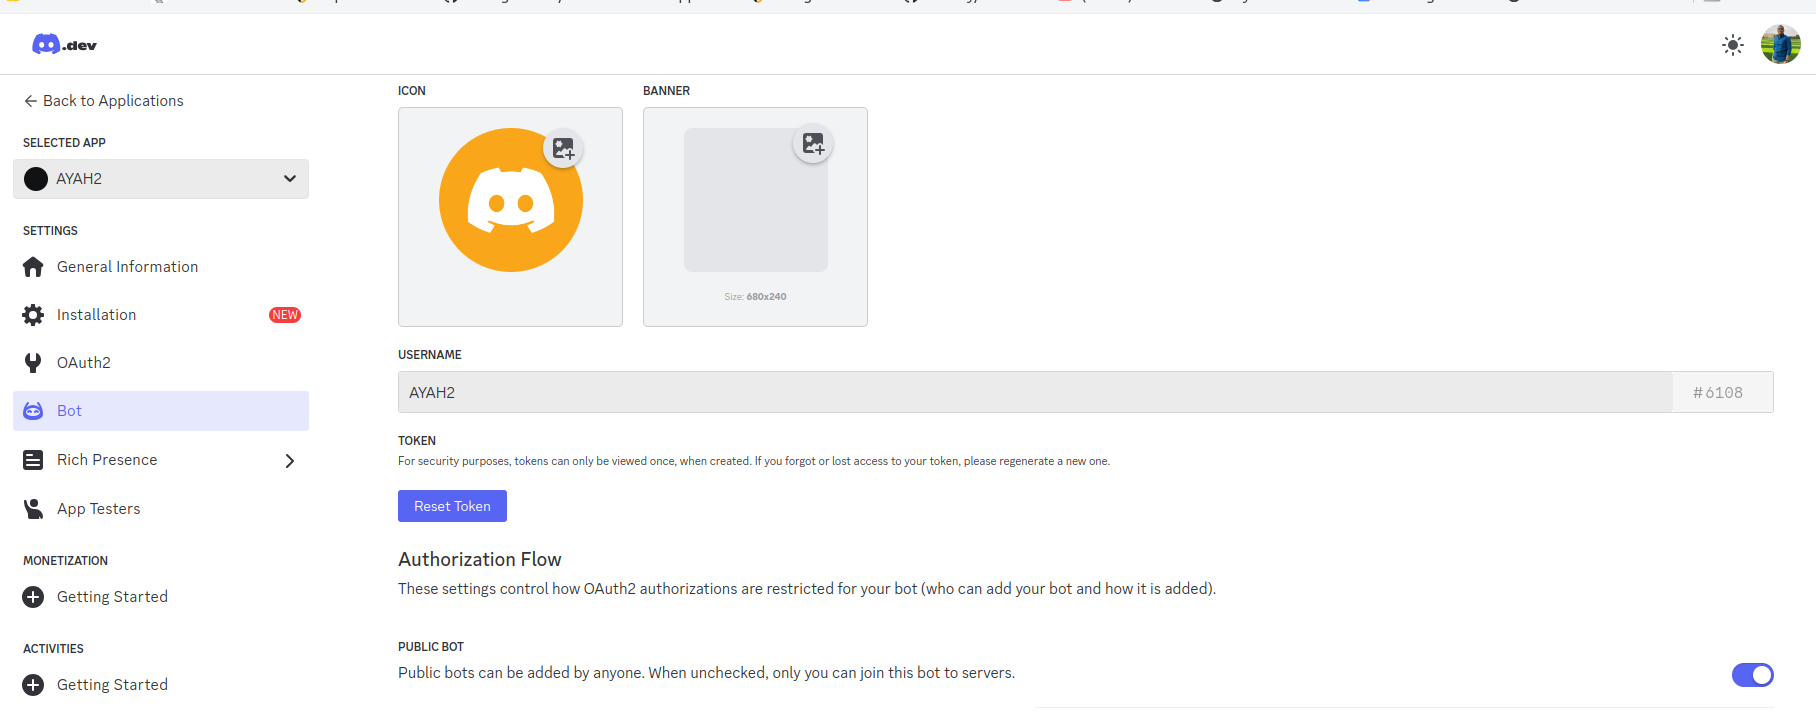 .dev
Back to Applications
SELECTED APP
AYAH2
SETTINGS
General Information
Installation NEW
OAuth2
Bot
Rich Presence
App Testers
MONETIZATION
Getting Started
ACTIVITIES
Getting Started
ICON
BANNER
Size: 680x240
USERNAME
AYAH2 #6108
TOKEN
For security purposes, tokens can only be viewed once, when created. If you forgot or lost access to your token, please regenerate a new one.
Reset Token
Authorization Flow
These settings control how OAuth2 authorizations are restricted for your bot (who can add your bot and how it is added).
PUBLIC BOT
Public bots can be added by anyone. When unchecked, only you can join this bot to servers.